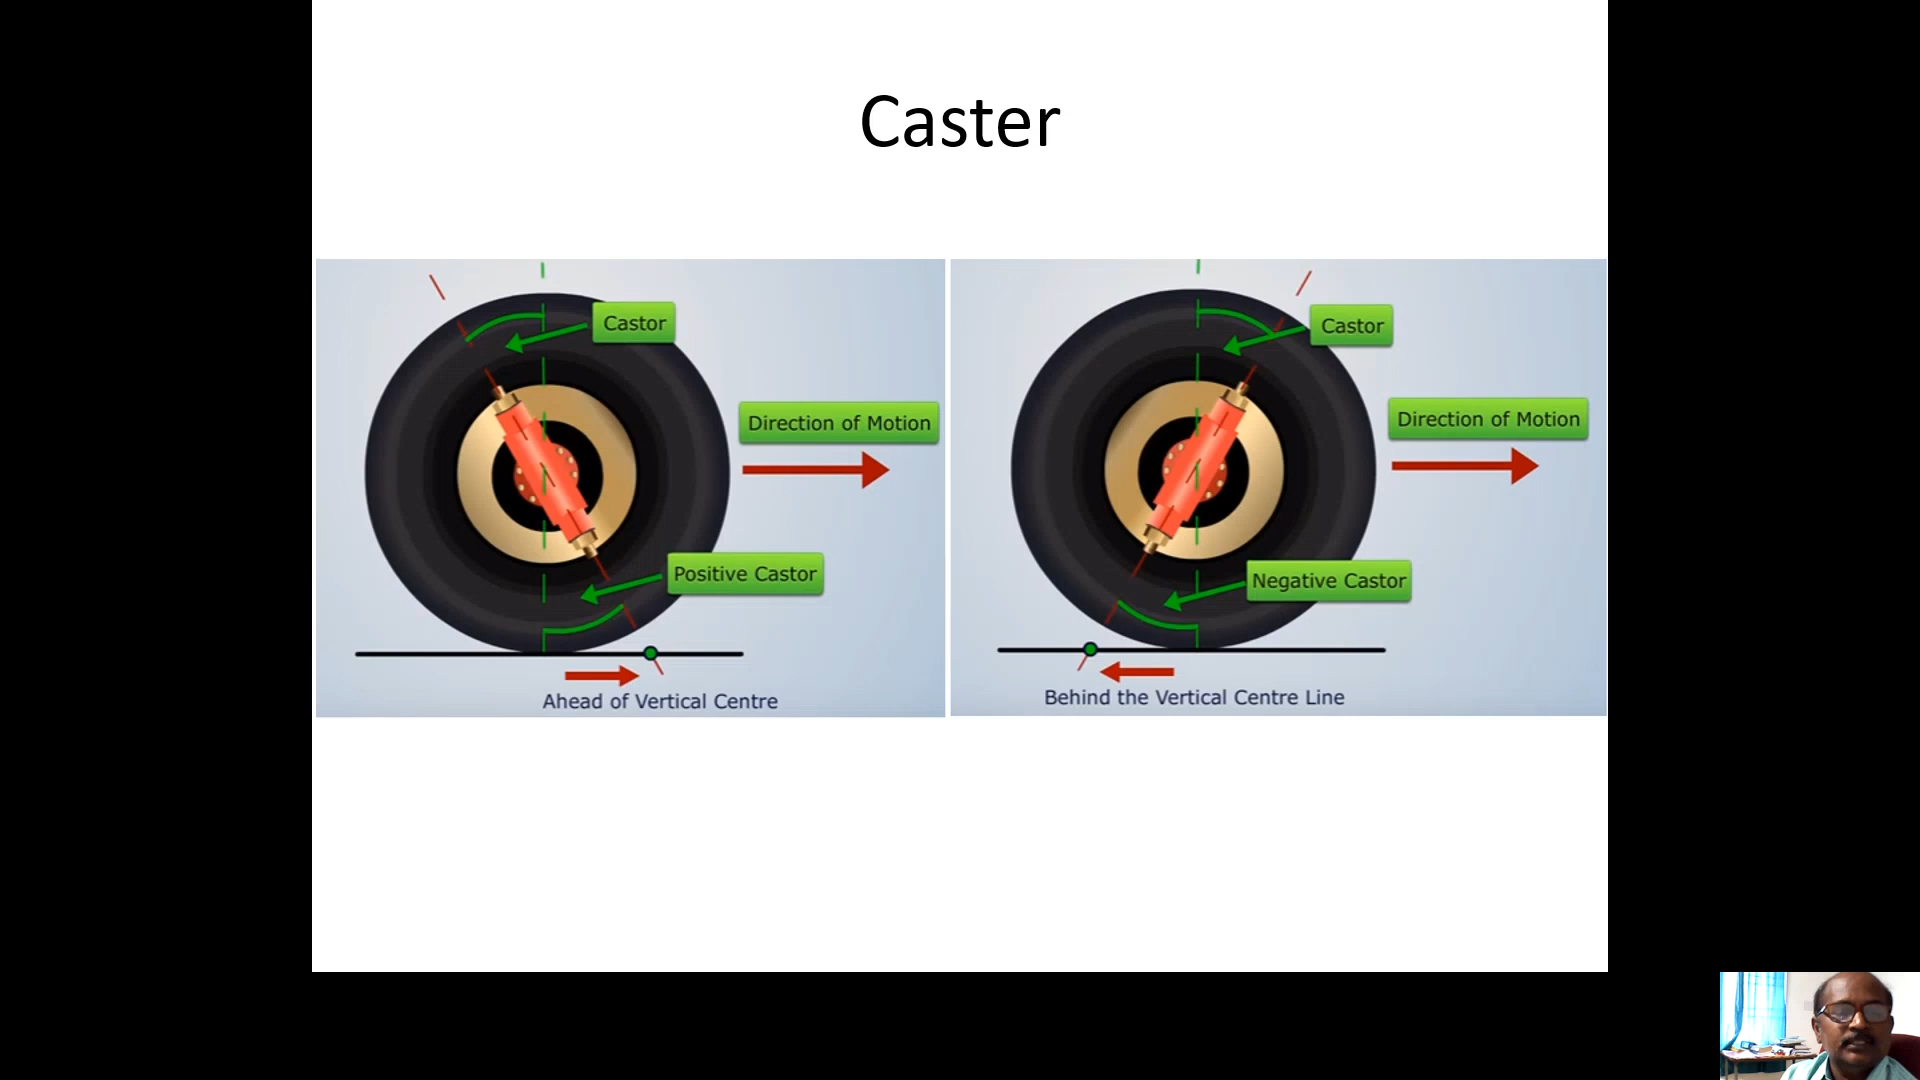 Caster
Castor
Direction of Motion
Positive Castor
Ahead of Vertical Centre
Castor
Direction of Motion
Negative Castor
Behind the Vertical Centre Line